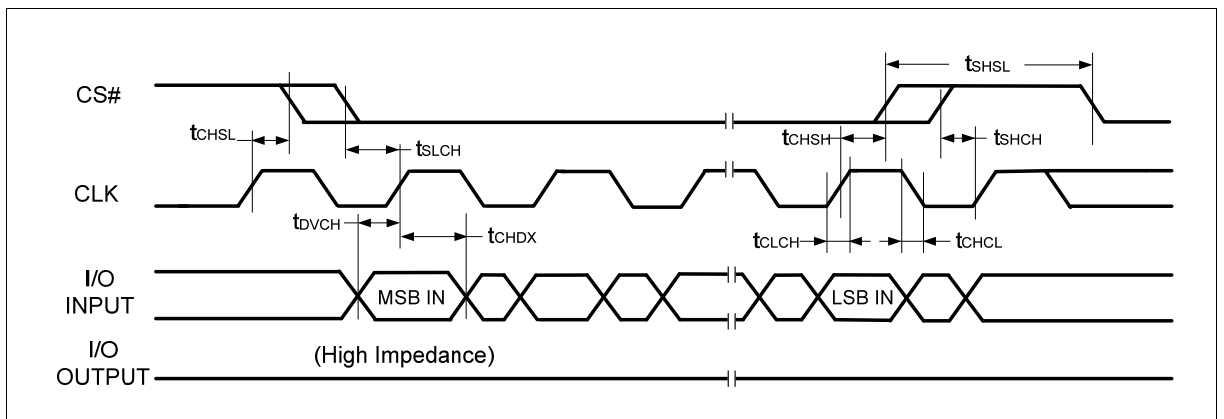 tSHSL
CS#
tCHSL
tSLCH
tCHSH
tSHCH
CLK
tDVCH
tCHDX
tCLCH
tCHCL
I/O
INPUT
MSB IN
LSB IN
I/O
OUTPUT
(High Impedance)